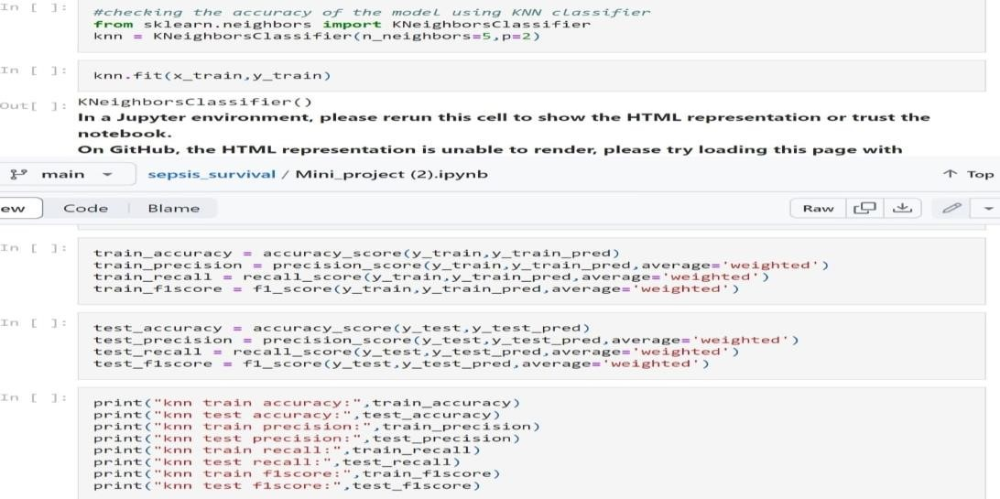 In [ ]:
#checking the accuracy of the model using KNN classifier
from sklearn.neighbors import KNeighborsClassifier
knn = KNeighborsClassifier(n_neighbors=5,p=2)
In [ ]:
knn.fit(x_train,y_train)
Out[ ]:
KNeighborsClassifier()
In a Jupyter environment, please rerun this cell to show the HTML representation or trust the
notebook.
On GitHub, the HTML representation is unable to render, please try loading this page with
main sepsis_survival / Mini_project (2).ipynb ↑ Top
ew Code Blame Raw
In [ ]:
train_accuracy = accuracy_score(y_train,y_train_pred)
train_precision = precision_score(y_train,y_train_pred,average='weighted')
train_recall = recall_score(y_train,y_train_pred,average='weighted')
train_f1score = f1_score(y_train,y_train_pred,average='weighted')
In [ ]:
test_accuracy = accuracy_score(y_test,y_test_pred)
test_precision = precision_score(y_test,y_test_pred,average='weighted')
test_recall = recall_score(y_test,y_test_pred,average='weighted')
test_f1score = f1_score(y_test,y_test_pred,average='weighted')
In [ ]:
print("knn train accuracy:",train_accuracy)
print("knn test accuracy:",test_accuracy)
print("knn train precision:",train_precision)
print("knn test precision:",test_precision)
print("knn train recall:",train_recall)
print("knn test recall:",test_recall)
print("knn train f1score:",train_f1score)
print("knn test f1score:",test_f1score)